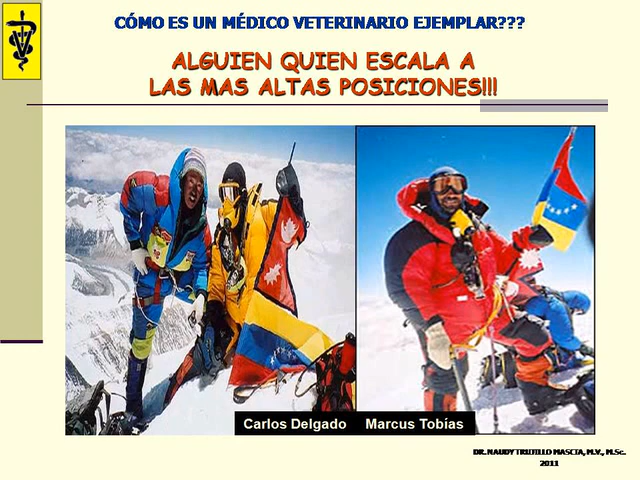 CÓMO ES UN MÉDICO VETERINARIO EJEMPLAR???
ALGUIEN QUIEN ESCALA A
LAS MAS ALTAS POSICIONES!!!
Carlos Delgado Marcus Tobías
DR. NAUDY TRUJILLO MASCIA, M.V., M.Sc.
2011